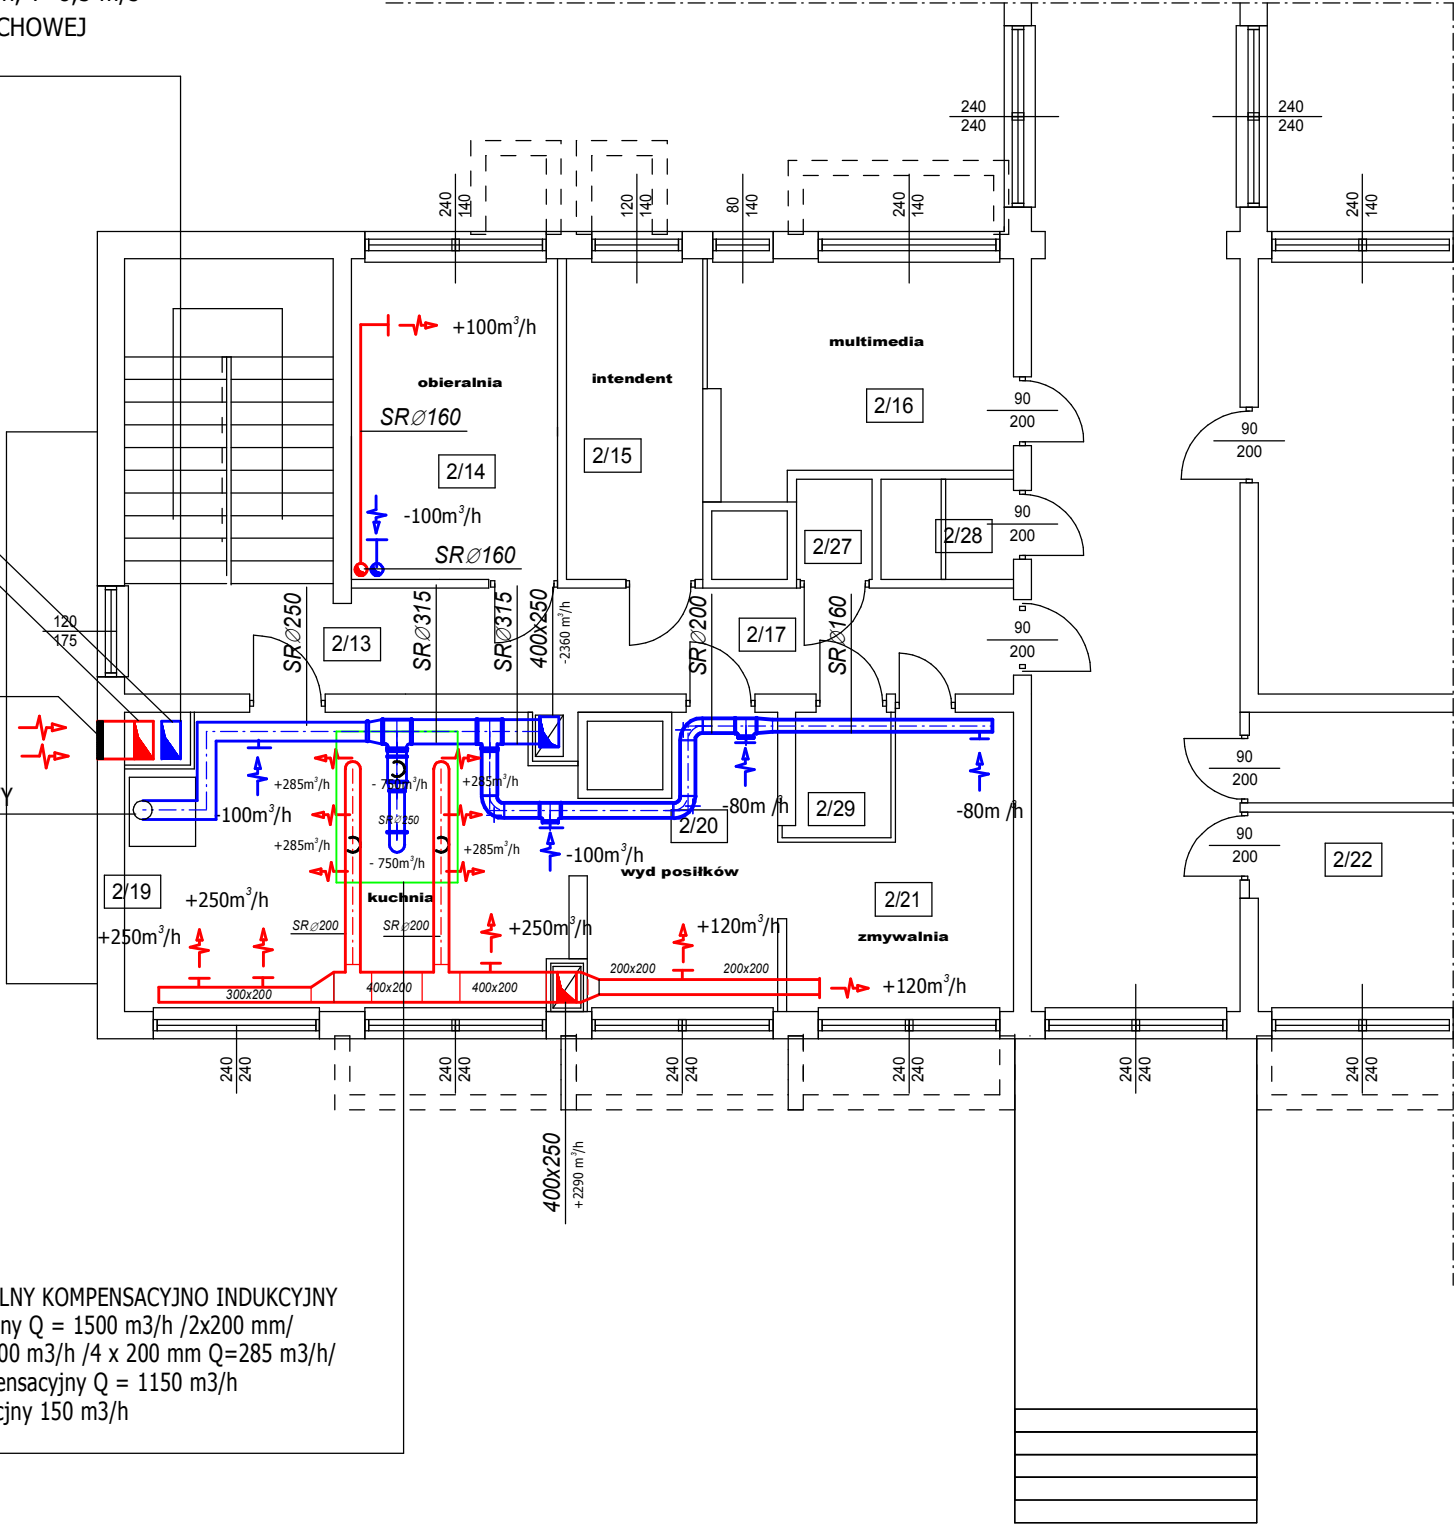 CHOWEJ
240
240
240
240
240
140
120
140
80
140
240
140
240
140
+100m³/h
multimedia
obieralnia
intendent
SR∅160
2/16
90
200
90
200
2/14
2/15
-100m³/h
90
200
2/28
2/27
SR∅160
120
175
SR∅250
2/13
SR∅315
SR∅315
400x250
-2360 m³/h
SR∅200
2/17
SR∅160
90
200
+285m³/h
- 750m³/h
+285m³/h
90
200
Y
-100m³/h
SR∅250
-80m /h
2/29
-80m /h
2/20
+285m³/h
- 750m³/h
+285m³/h
-100m³/h
90
200
2/22
wyd posiłków
2/19
+250m³/h
kuchnia
2/21
SR∅200
SR∅200
+250m³/h
+250m³/h
+120m³/h
zmywalnia
300x200
400x200
400x200
200x200
200x200
+120m³/h
240
240
240
240
240
240
240
240
240
240
240
240
400x250
+2290 m³/h
LNY KOMPENSACYJNO INDUKCYJNY
ny Q = 1500 m3/h /2x200 mm/
00 m3/h /4 x 200 mm Q=285 m3/h/
ensacyjny Q = 1150 m3/h
cjny 150 m3/h